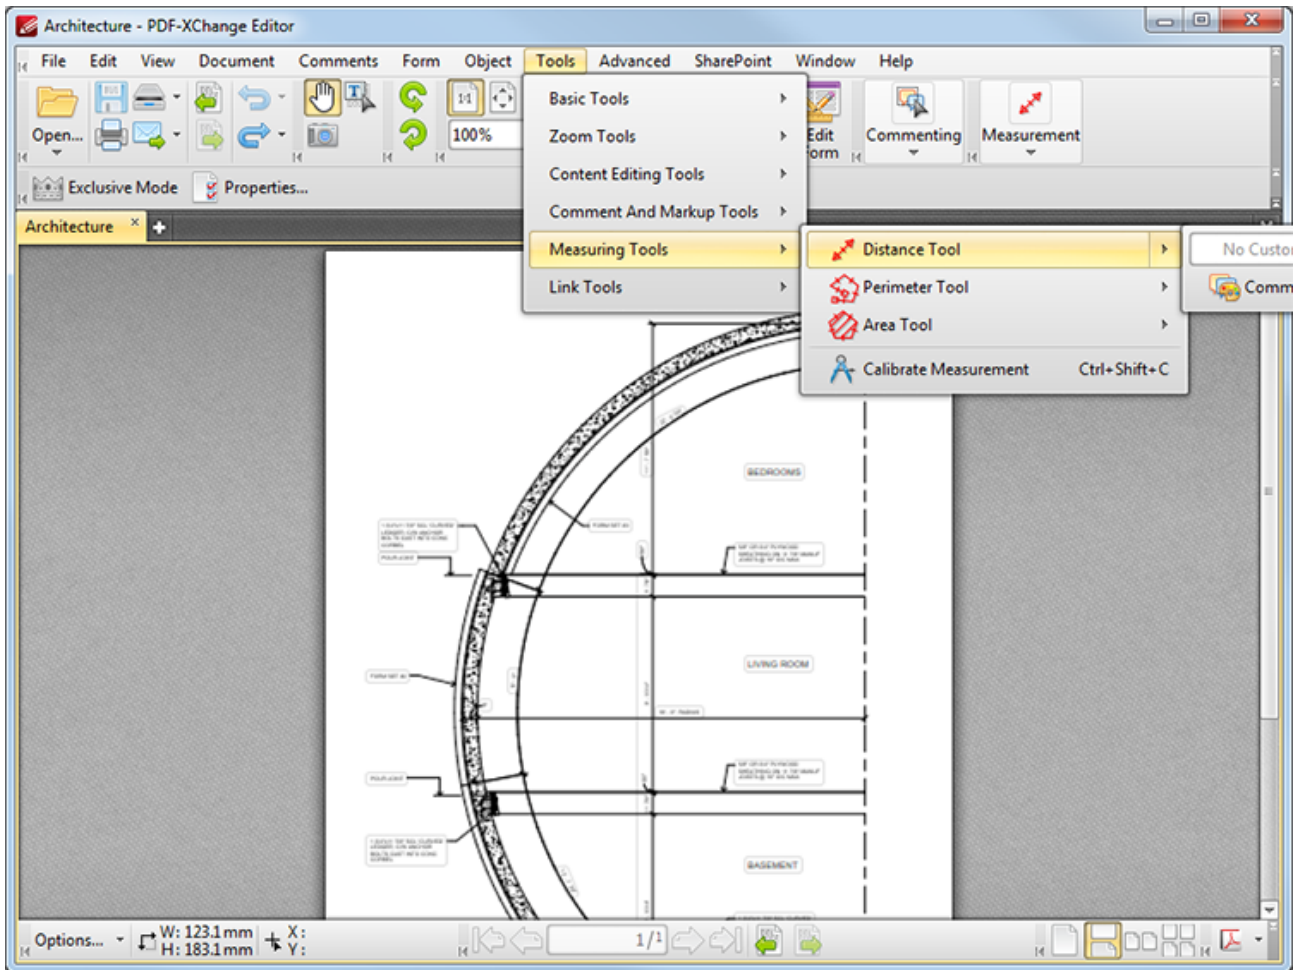 Architecture - PDF-XChange Editor
File Edit View Document Comments Form Object Tools Advanced SharePoint Window Help
Open...
100%
Edit
Form
Commenting
Measurement
Exclusive Mode Properties...
Architecture
Basic Tools
Zoom Tools
Content Editing Tools
Comment And Markup Tools
Measuring Tools
Link Tools
Distance Tool
Perimeter Tool
Area Tool
Calibrate Measurement Ctrl+Shift+C
No Custo
Comm
BEDROOMS
LIVING ROOM
BASEMENT
Options...
W: 123.1 mm
H: 183.1 mm
X:
Y:
1/1